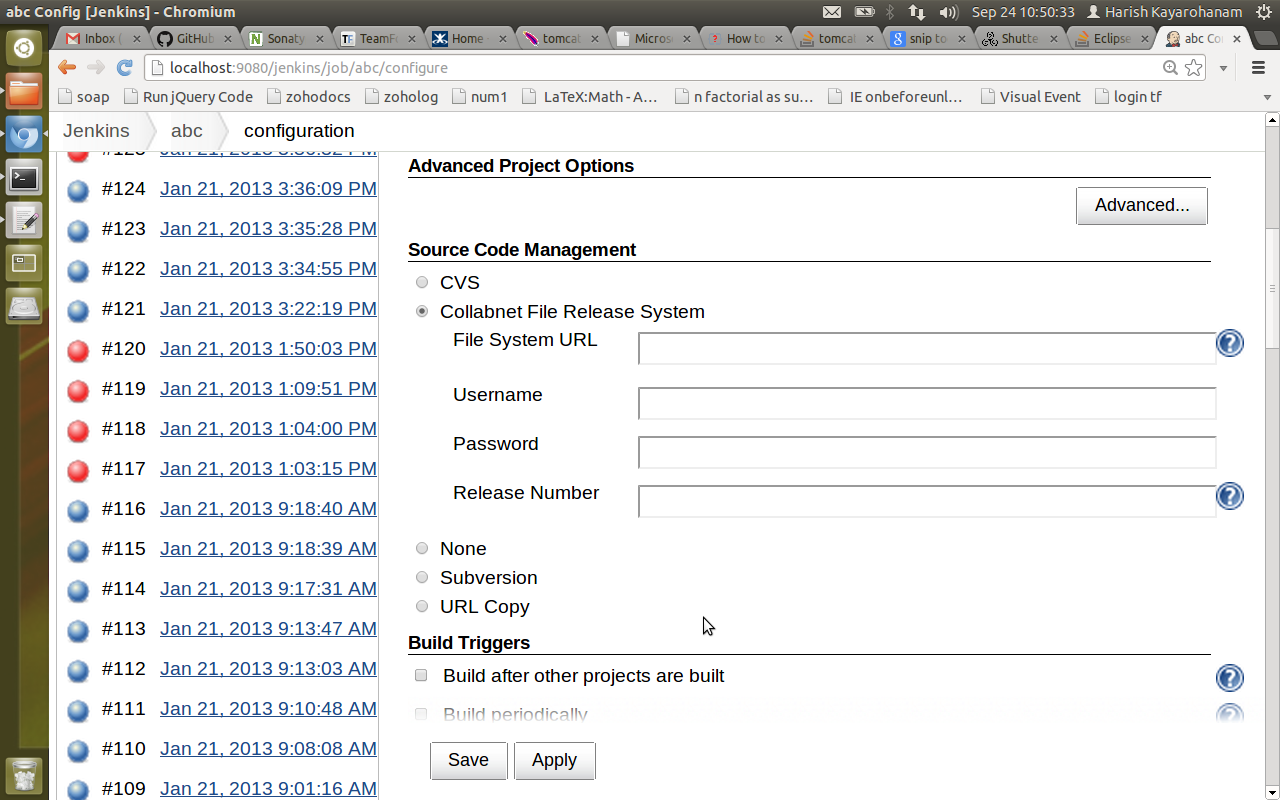 abc Config [Jenkins] - Chromium
Sep 24 10:50:33 Harish Kayarohanam
Inbox ( GitHub Sonaty TeamF Home - tomcat Micros How to tomcat snip to Shutte Eclipse abc Co
localhost:9080/jenkins/job/abc/configure
soap Run jQuery Code zohodocs zoholog num1 LaTeX:Math - A... n factorial as su... IE onbeforeunl... Visual Event login tf
Jenkins abc configuration
#124 Jan 21, 2013 3:36:09 PM
#123 Jan 21, 2013 3:35:28 PM
#122 Jan 21, 2013 3:34:55 PM
#121 Jan 21, 2013 3:22:19 PM
#120 Jan 21, 2013 1:50:03 PM
#119 Jan 21, 2013 1:09:51 PM
#118 Jan 21, 2013 1:04:00 PM
#117 Jan 21, 2013 1:03:15 PM
#116 Jan 21, 2013 9:18:40 AM
#115 Jan 21, 2013 9:18:39 AM
#114 Jan 21, 2013 9:17:31 AM
#113 Jan 21, 2013 9:13:47 AM
#112 Jan 21, 2013 9:13:03 AM
#111 Jan 21, 2013 9:10:48 AM
#110 Jan 21, 2013 9:08:08 AM
#109 Jan 21, 2013 9:01:16 AM
Advanced Project Options
Advanced...
Source Code Management
CVS
Collabnet File Release System
File System URL
Username
Password
Release Number
None
Subversion
URL Copy
Build Triggers
Build after other projects are built
Build periodically
Save Apply